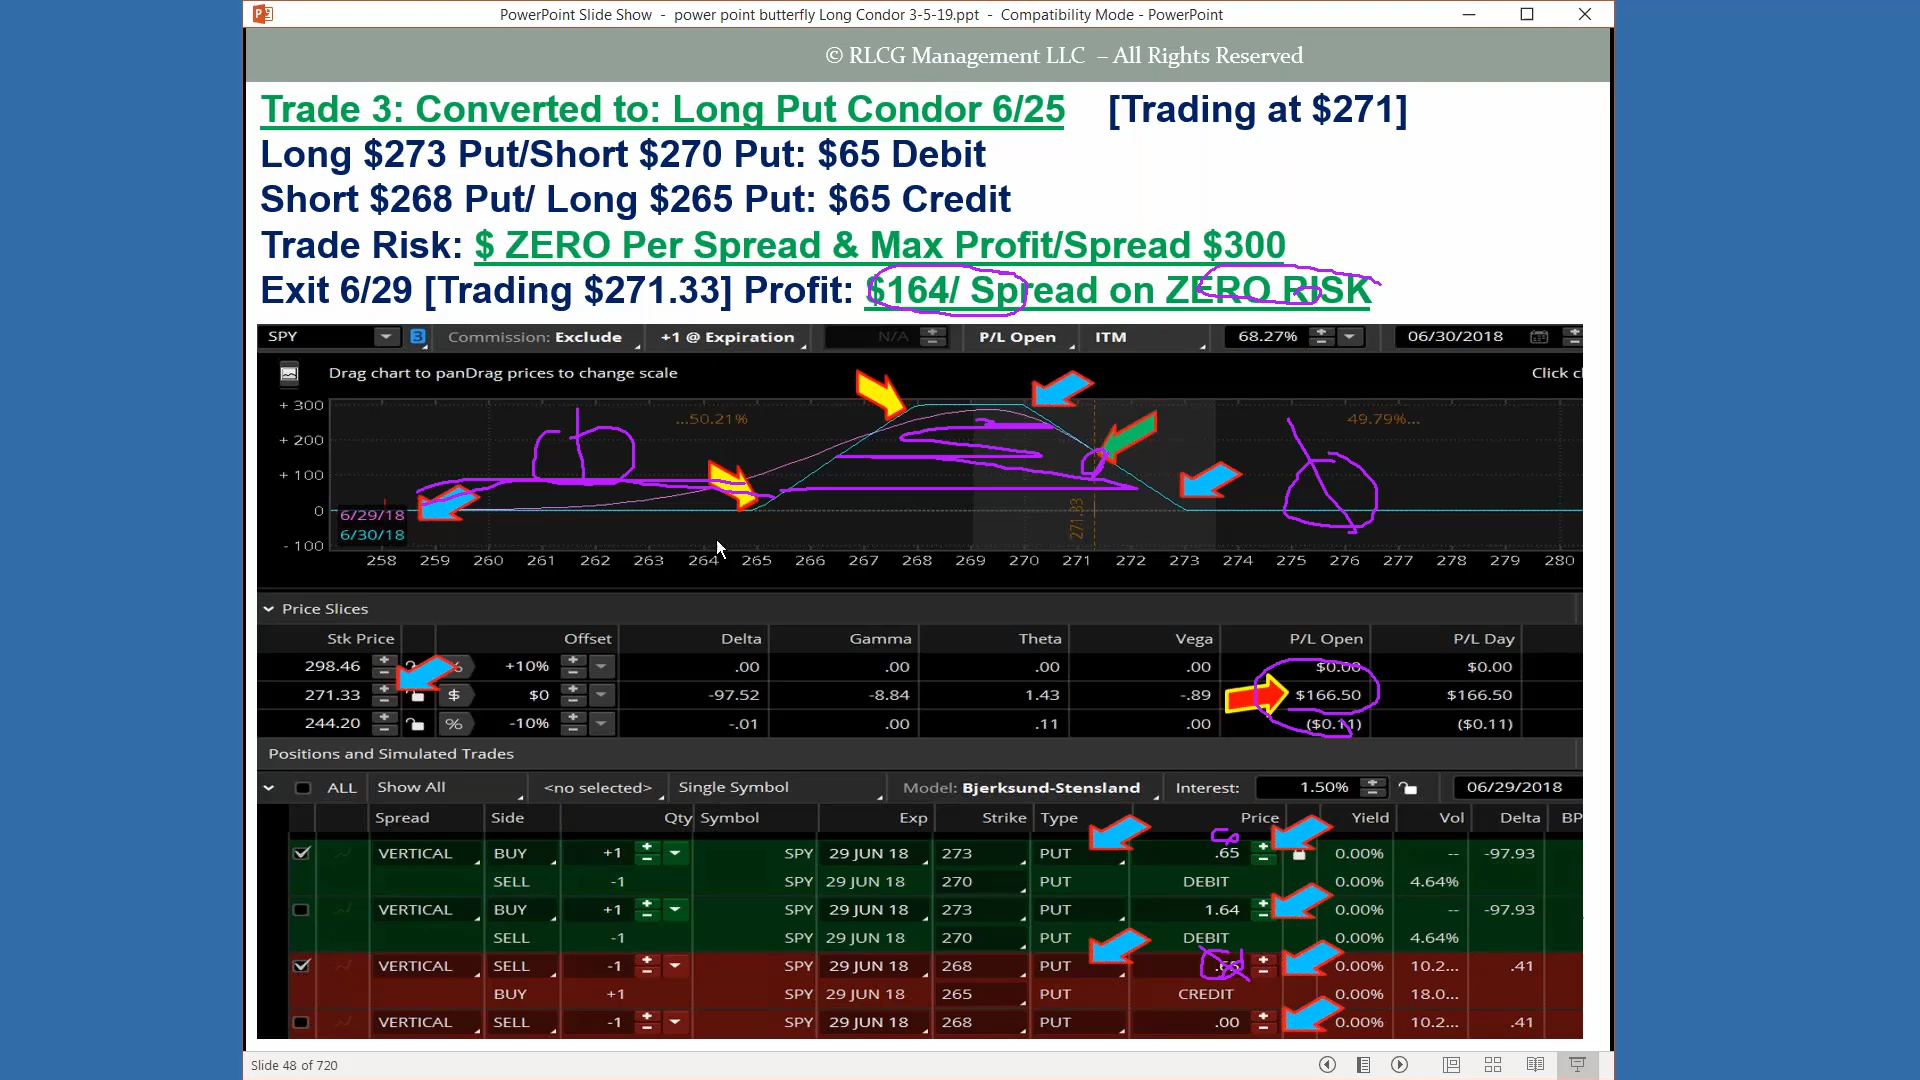 PowerPoint Slide Show - power point butterfly Long Condor 3-5-19.ppt - Compatibility Mode - PowerPoint
© RLCG Management LLC – All Rights Reserved
Trade 3: Converted to: Long Put Condor 6/25 [Trading at $271]
Long $273 Put/Short $270 Put: $65 Debit
Short $268 Put/ Long $265 Put: $65 Credit
Trade Risk: $ ZERO Per Spread & Max Profit/Spread $300
Exit 6/29 [Trading $271.33] Profit: $164/ Spread on ZERO RISK
SPY 3 Commission: Exclude +1 @ Expiration N/A P/L Open ITM 68.27% 06/30/2018
Drag chart to panDrag prices to change scale Click cl
+ 300 ...50.21% 49.79%...
+ 200
+ 100
0
- 100
6/29/18
6/30/18
271.33
258 259 260 261 262 263 264 265 266 267 268 269 270 271 272 273 274 275 276 277 278 279 280
Price Slices
Stk Price Offset Delta Gamma Theta Vega P/L Open P/L Day
298.46 % +10% .00 .00 .00 .00 $0.00 $0.00
271.33 $ $0 -97.52 -8.84 1.43 -.89 $166.50 $166.50
244.20 % -10% -.01 .00 .11 .00 ($0.11) ($0.11)
Positions and Simulated Trades
ALL Show All <no selected> Single Symbol Model: Bjerksund-Stensland Interest: 1.50% 06/29/2018
Spread Side Qty Symbol Exp Strike Type Price Yield Vol Delta BP
VERTICAL BUY +1 SPY 29 JUN 18 273 PUT .65 0.00% -- -97.93
SELL -1 SPY 29 JUN 18 270 PUT DEBIT 0.00% 4.64%
VERTICAL BUY +1 SPY 29 JUN 18 273 PUT 1.64 0.00% -- -97.93
SELL -1 SPY 29 JUN 18 270 PUT DEBIT 0.00% 4.64%
VERTICAL SELL -1 SPY 29 JUN 18 268 PUT 0.00% 10.2... .41
BUY +1 SPY 29 JUN 18 265 PUT CREDIT 0.00% 18.0...
VERTICAL SELL -1 SPY 29 JUN 18 268 PUT .00 0.00% 10.2... .41
Slide 48 of 720